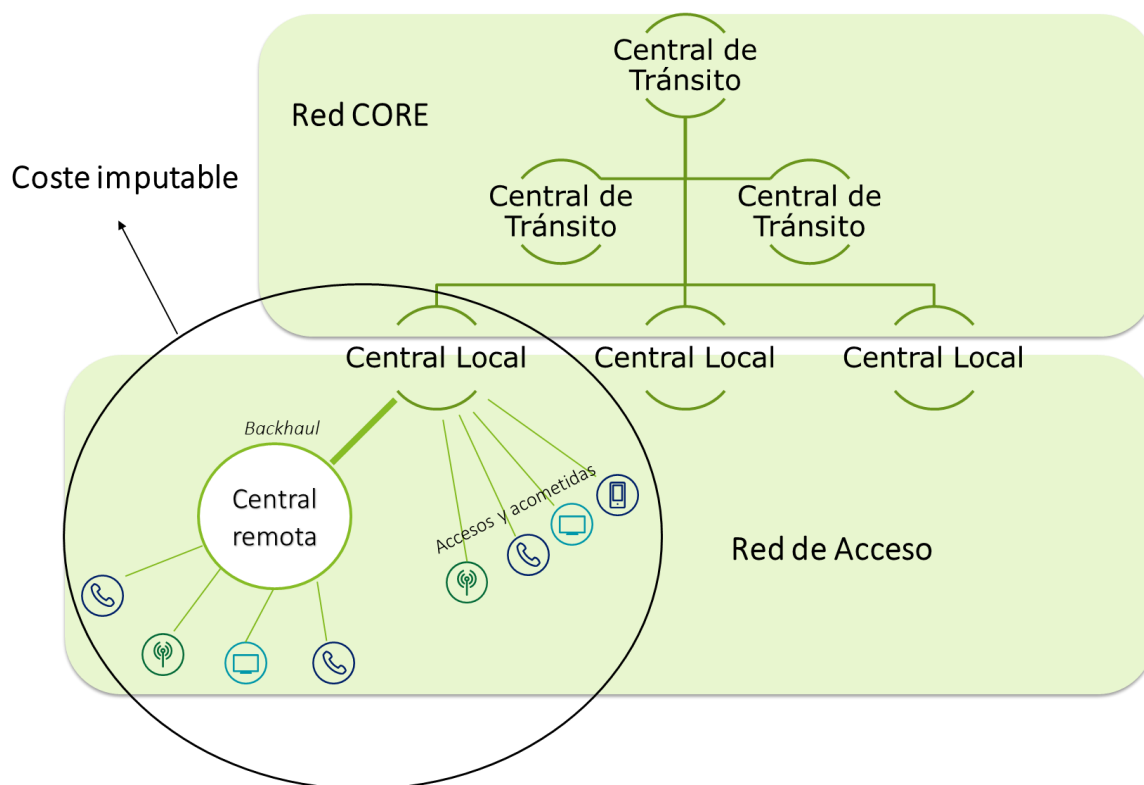 Central de
Tránsito
Red CORE
Coste imputable
Central de
Tránsito
Central de
Tránsito
Central Local
Central Local
Central Local
Backhaul
Accesos y acometidas
Central
remota
Red de Acceso